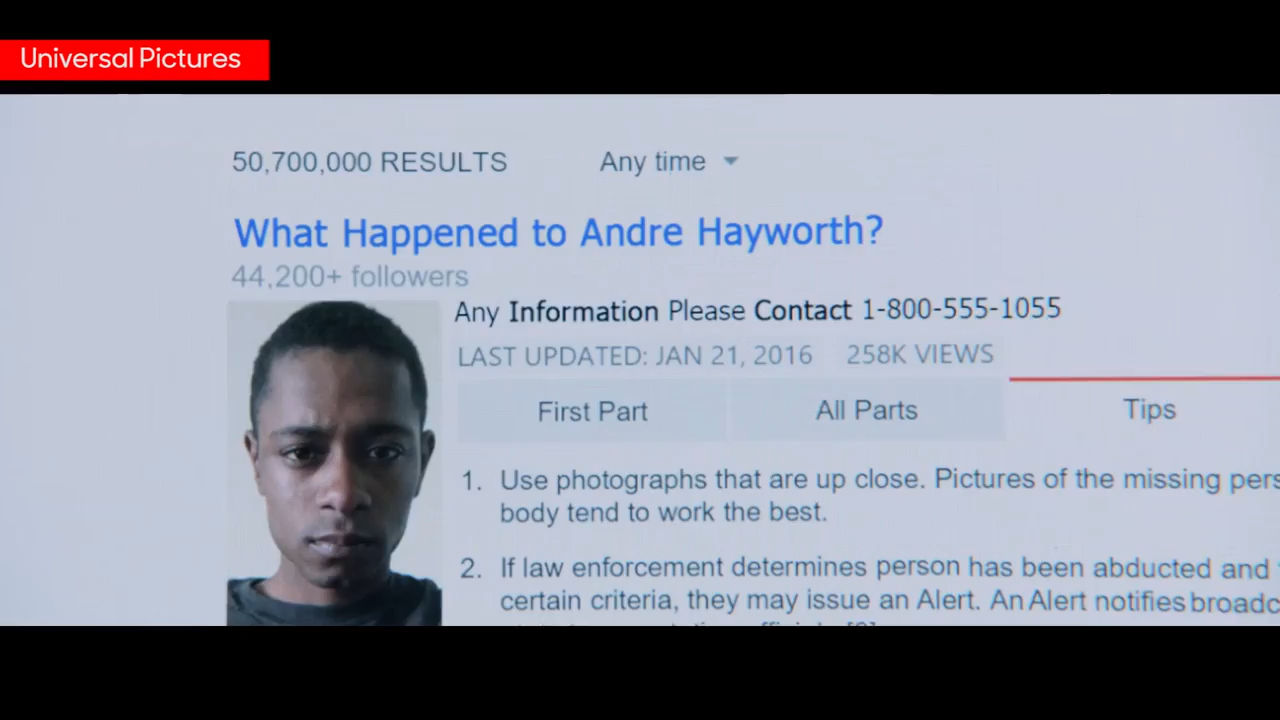 Universal Pictures
50,700,000 RESULTS Any time
What Happened to Andre Hayworth?
44,200+ followers
Any Information Please Contact 1-800-555-1055
LAST UPDATED: JAN 21, 2016 258K VIEWS
First Part All Parts Tips
1. Use photographs that are up close. Pictures of the missing pers
body tend to work the best.
2. If law enforcement determines person has been abducted and
certain criteria, they may issue an Alert. An Alert notifies broadc